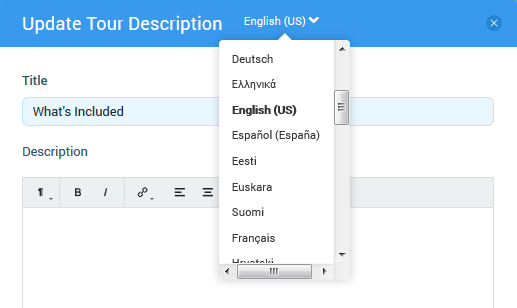 Update Tour Description
English (US)
Title
What's Included
Description
¶
B
I
Deutsch
Ελληνικά
English (US)
Español (España)
Eesti
Euskara
Suomi
Français
Hrvatski